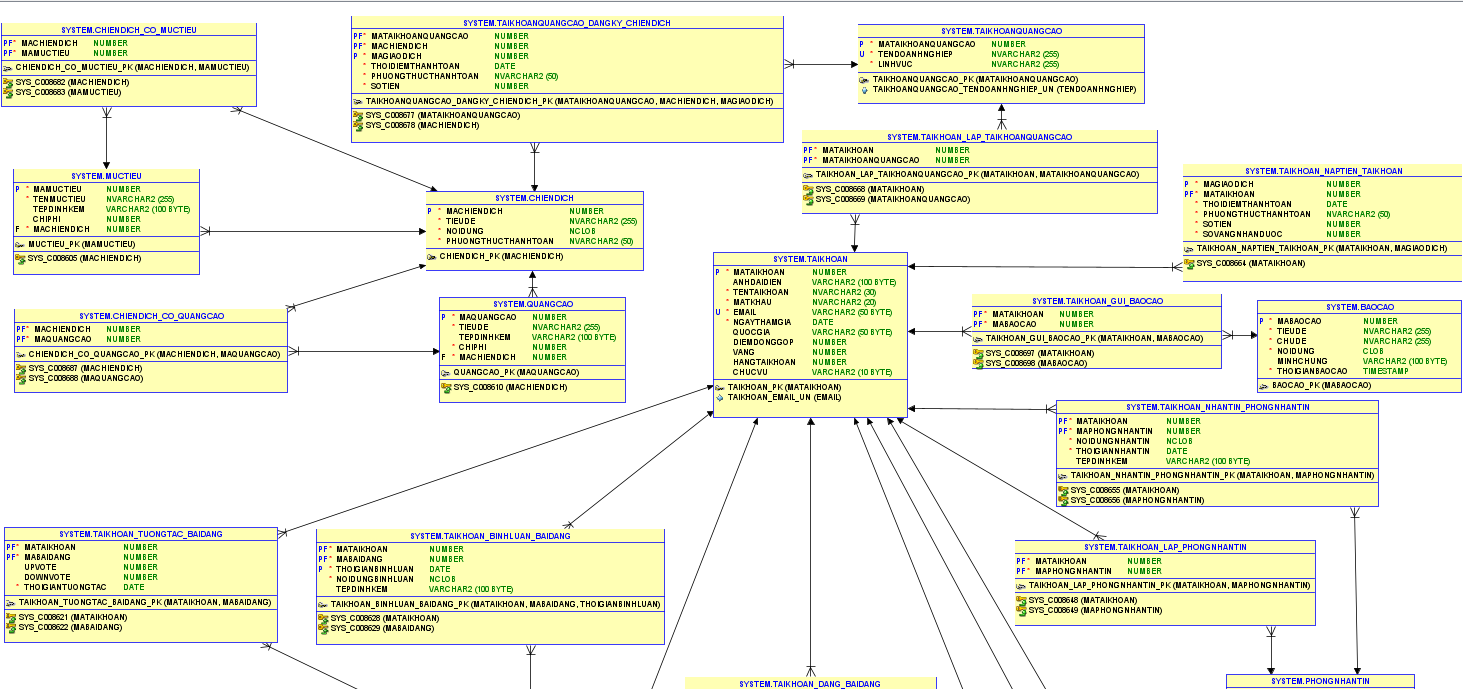 SYSTEM.CHIENDICH_CO_MUCTIEU
PF* MACHIENDICH NUMBER
PF* MAMUCTIEU NUMBER
CHIENDICH_CO_MUCTIEU_PK (MACHIENDICH, MAMUCTIEU)
SYS_C008682 (MACHIENDICH)
SYS_C008683 (MAMUCTIEU)
SYSTEM.TAIKHOANQUANGCAO_DANGKY_CHIENDICH
PF* MATAIKHOANQUANGCAO NUMBER
PF* MACHIENDICH NUMBER
P * MAGIAODICH NUMBER
* THOIDIEMTHANHTOAN DATE
* PHUONGTHUCTHANHTOAN NVARCHAR2 (50)
* SOTIEN NUMBER
TAIKHOANQUANGCAO_DANGKY_CHIENDICH_PK (MATAIKHOANQUANGCAO, MACHIENDICH, MAGIAODICH)
SYS_C008677 (MATAIKHOANQUANGCAO)
SYS_C008678 (MACHIENDICH)
SYSTEM.TAIKHOANQUANGCAO
P * MATAIKHOANQUANGCAO NUMBER
U * TENDOANHNGHIEP NVARCHAR2 (255)
* LINHVUC NVARCHAR2 (255)
TAIKHOANQUANGCAO_PK (MATAIKHOANQUANGCAO)
TAIKHOANQUANGCAO_TENDOANHNGHIEP_UN (TENDOANHNGHIEP)
SYSTEM.TAIKHOAN_LAP_TAIKHOANQUANGCAO
PF* MATAIKHOAN NUMBER
PF* MATAIKHOANQUANGCAO NUMBER
TAIKHOAN_LAP_TAIKHOANQUANGCAO_PK (MATAIKHOAN, MATAIKHOANQUANGCAO)
SYS_C008668 (MATAIKHOAN)
SYS_C008669 (MATAIKHOANQUANGCAO)
SYSTEM.TAIKHOAN_NAPTIEN_TAIKHOAN
P * MAGIAODICH NUMBER
PF* MATAIKHOAN NUMBER
* THOIDIEMTHANHTOAN DATE
* PHUONGTHUCTHANHTOAN NVARCHAR2 (50)
* SOTIEN NUMBER
* SOVANGNHANDUOC NUMBER
TAIKHOAN_NAPTIEN_TAIKHOAN_PK (MATAIKHOAN, MAGIAODICH)
SYS_C008664 (MATAIKHOAN)
SYSTEM.MUCTIEU
P * MAMUCTIEU NUMBER
* TENMUCTIEU NVARCHAR2 (255)
TEPDINHKEM VARCHAR2 (100 BYTE)
CHIPHI NUMBER
F * MACHIENDICH NUMBER
MUCTIEU_PK (MAMUCTIEU)
SYS_C008605 (MACHIENDICH)
SYSTEM.CHIENDICH
P * MACHIENDICH NUMBER
* TIEUDE NVARCHAR2 (255)
* NOIDUNG NCLOB
* PHUONGTHUCTHANHTOAN NVARCHAR2 (50)
CHIENDICH_PK (MACHIENDICH)
SYSTEM.TAIKHOAN
P * MATAIKHOAN NUMBER
ANHDAIDIEN VARCHAR2 (100 BYTE)
* TENTAIKHOAN NVARCHAR2 (30)
* MATKHAU NVARCHAR2 (20)
U * EMAIL VARCHAR2 (50 BYTE)
* NGAYTHAMGIA DATE
QUOCGIA VARCHAR2 (50 BYTE)
DIEMDONGGOP NUMBER
VANG NUMBER
HANGTAIKHOAN NUMBER
CHUCVU VARCHAR2 (10 BYTE)
TAIKHOAN_PK (MATAIKHOAN)
TAIKHOAN_EMAIL_UN (EMAIL)
SYSTEM.CHIENDICH_CO_QUANGCAO
PF* MACHIENDICH NUMBER
PF* MAQUANGCAO NUMBER
CHIENDICH_CO_QUANGCAO_PK (MACHIENDICH, MAQUANGCAO)
SYS_C008687 (MACHIENDICH)
SYS_C008688 (MAQUANGCAO)
SYSTEM.QUANGCAO
P * MAQUANGCAO NUMBER
* TIEUDE NVARCHAR2 (255)
TEPDINHKEM VARCHAR2 (100 BYTE)
* CHIPHI NUMBER
F * MACHIENDICH NUMBER
QUANGCAO_PK (MAQUANGCAO)
SYS_C008610 (MACHIENDICH)
SYSTEM.TAIKHOAN_GUI_BAOCAO
PF* MATAIKHOAN NUMBER
PF* MABAOCAO NUMBER
TAIKHOAN_GUI_BAOCAO_PK (MATAIKHOAN, MABAOCAO)
SYS_C008697 (MATAIKHOAN)
SYS_C008698 (MABAOCAO)
SYSTEM.BAOCAO
P * MABAOCAO NUMBER
* TIEUDE NVARCHAR2 (255)
* CHUDE NVARCHAR2 (255)
* NOIDUNG CLOB
MINHCHUNG VARCHAR2 (100 BYTE)
* THOIGIANBAOCAO TIMESTAMP
BAOCAO_PK (MABAOCAO)
SYSTEM.TAIKHOAN_NHANTIN_PHONGNHANTIN
PF* MATAIKHOAN NUMBER
PF* MAPHONGNHANTIN NUMBER
* NOIDUNGNHANTIN NCLOB
* THOIGIANNHANTIN DATE
TEPDINHKEM VARCHAR2 (100 BYTE)
TAIKHOAN_NHANTIN_PHONGNHANTIN_PK (MATAIKHOAN, MAPHONGNHANTIN)
SYS_C008655 (MATAIKHOAN)
SYS_C008656 (MAPHONGNHANTIN)
SYSTEM.TAIKHOAN_TUONGTAC_BAIDANG
PF* MATAIKHOAN NUMBER
PF* MABAIDANG NUMBER
UPVOTE NUMBER
DOWNVOTE NUMBER
* THOIGIANTUONGTAC DATE
TAIKHOAN_TUONGTAC_BAIDANG_PK (MATAIKHOAN, MABAIDANG)
SYS_C008621 (MATAIKHOAN)
SYS_C008622 (MABAIDANG)
SYSTEM.TAIKHOAN_BINHLUAN_BAIDANG
PF* MATAIKHOAN NUMBER
PF* MABAIDANG NUMBER
P * THOIGIANBINHLUAN DATE
* NOIDUNGBINHLUAN NCLOB
TEPDINHKEM VARCHAR2 (100 BYTE)
TAIKHOAN_BINHLUAN_BAIDANG_PK (MATAIKHOAN, MABAIDANG, THOIGIANBINHLUAN)
SYS_C008628 (MATAIKHOAN)
SYS_C008629 (MABAIDANG)
SYSTEM.TAIKHOAN_LAP_PHONGNHANTIN
PF* MATAIKHOAN NUMBER
PF* MAPHONGNHANTIN NUMBER
TAIKHOAN_LAP_PHONGNHANTIN_PK (MATAIKHOAN, MAPHONGNHANTIN)
SYS_C008648 (MATAIKHOAN)
SYS_C008649 (MAPHONGNHANTIN)
SYSTEM.TAIKHOAN_DANG_BAIDANG
SYSTEM.PHONGNHANTIN